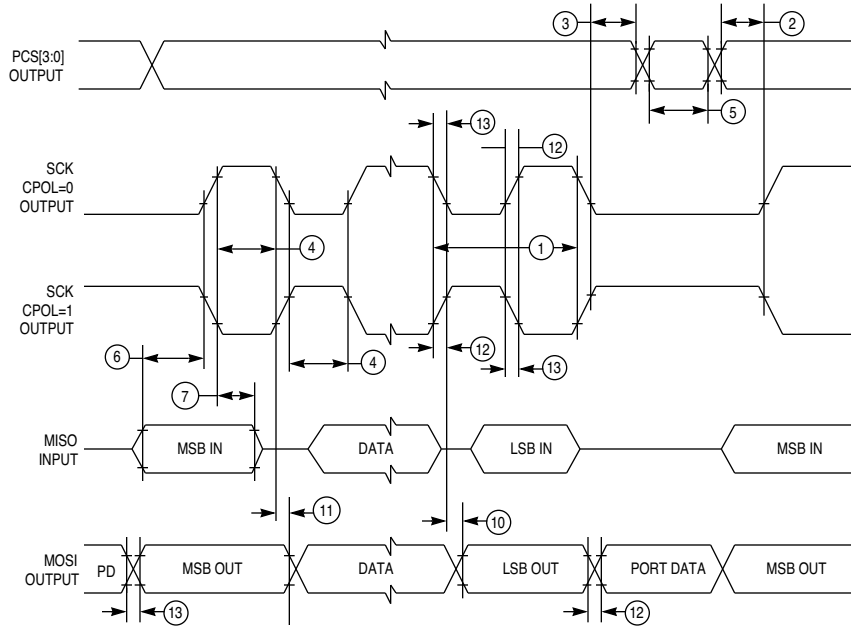 3
2
PCS[3:0]
OUTPUT
5
13
12
SCK
CPOL=0
OUTPUT
4
1
SCK
CPOL=1
OUTPUT
6
4
12
13
7
MISO
INPUT
MSB IN
DATA
LSB IN
MSB IN
11
10
MOSI
OUTPUT
PD
MSB OUT
DATA
LSB OUT
PORT DATA
MSB OUT
13
12